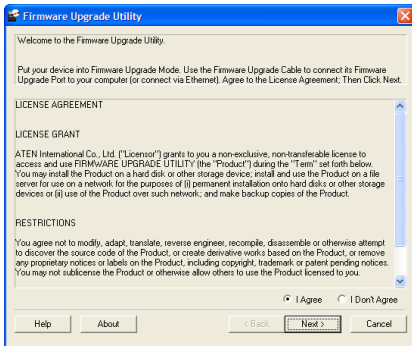 Firmware Upgrade Utility
Welcome to the Firmware Upgrade Utility.
Put your device into Firmware Upgrade Mode. Use the Firmware Upgrade Cable to connect its Firmware
Upgrade Port to your computer (or connect via Ethernet). Agree to the License Agreement; Then Click Next.
LICENSE AGREEMENT
LICENSE GRANT
ATEN International Co., Ltd. ("Licensor") grants to you a non-exclusive, non-transferable license to
access and use FIRMWARE UPGRADE UTILITY (the "Product") during the "Term" set forth below.
You may install the Product on a hard disk or other storage device; install and use the Product on a file
server for use on a network for the purposes of (i) permanent installation onto hard disks or other storage
devices or (ii) use of the Product over such network; and make backup copies of the Product.
RESTRICTIONS
You agree not to modify, adapt, translate, reverse engineer, recompile, disassemble or otherwise attempt
to discover the source code of the Product, or create derivative works based on the Product, or remove
any proprietary notices or labels on the Product, including copyright, trademark or patent pending notices.
You may not sublicense the Product or otherwise allow others to use the Product licensed to you.
I Agree I Don't Agree
Help About < Back Next > Cancel